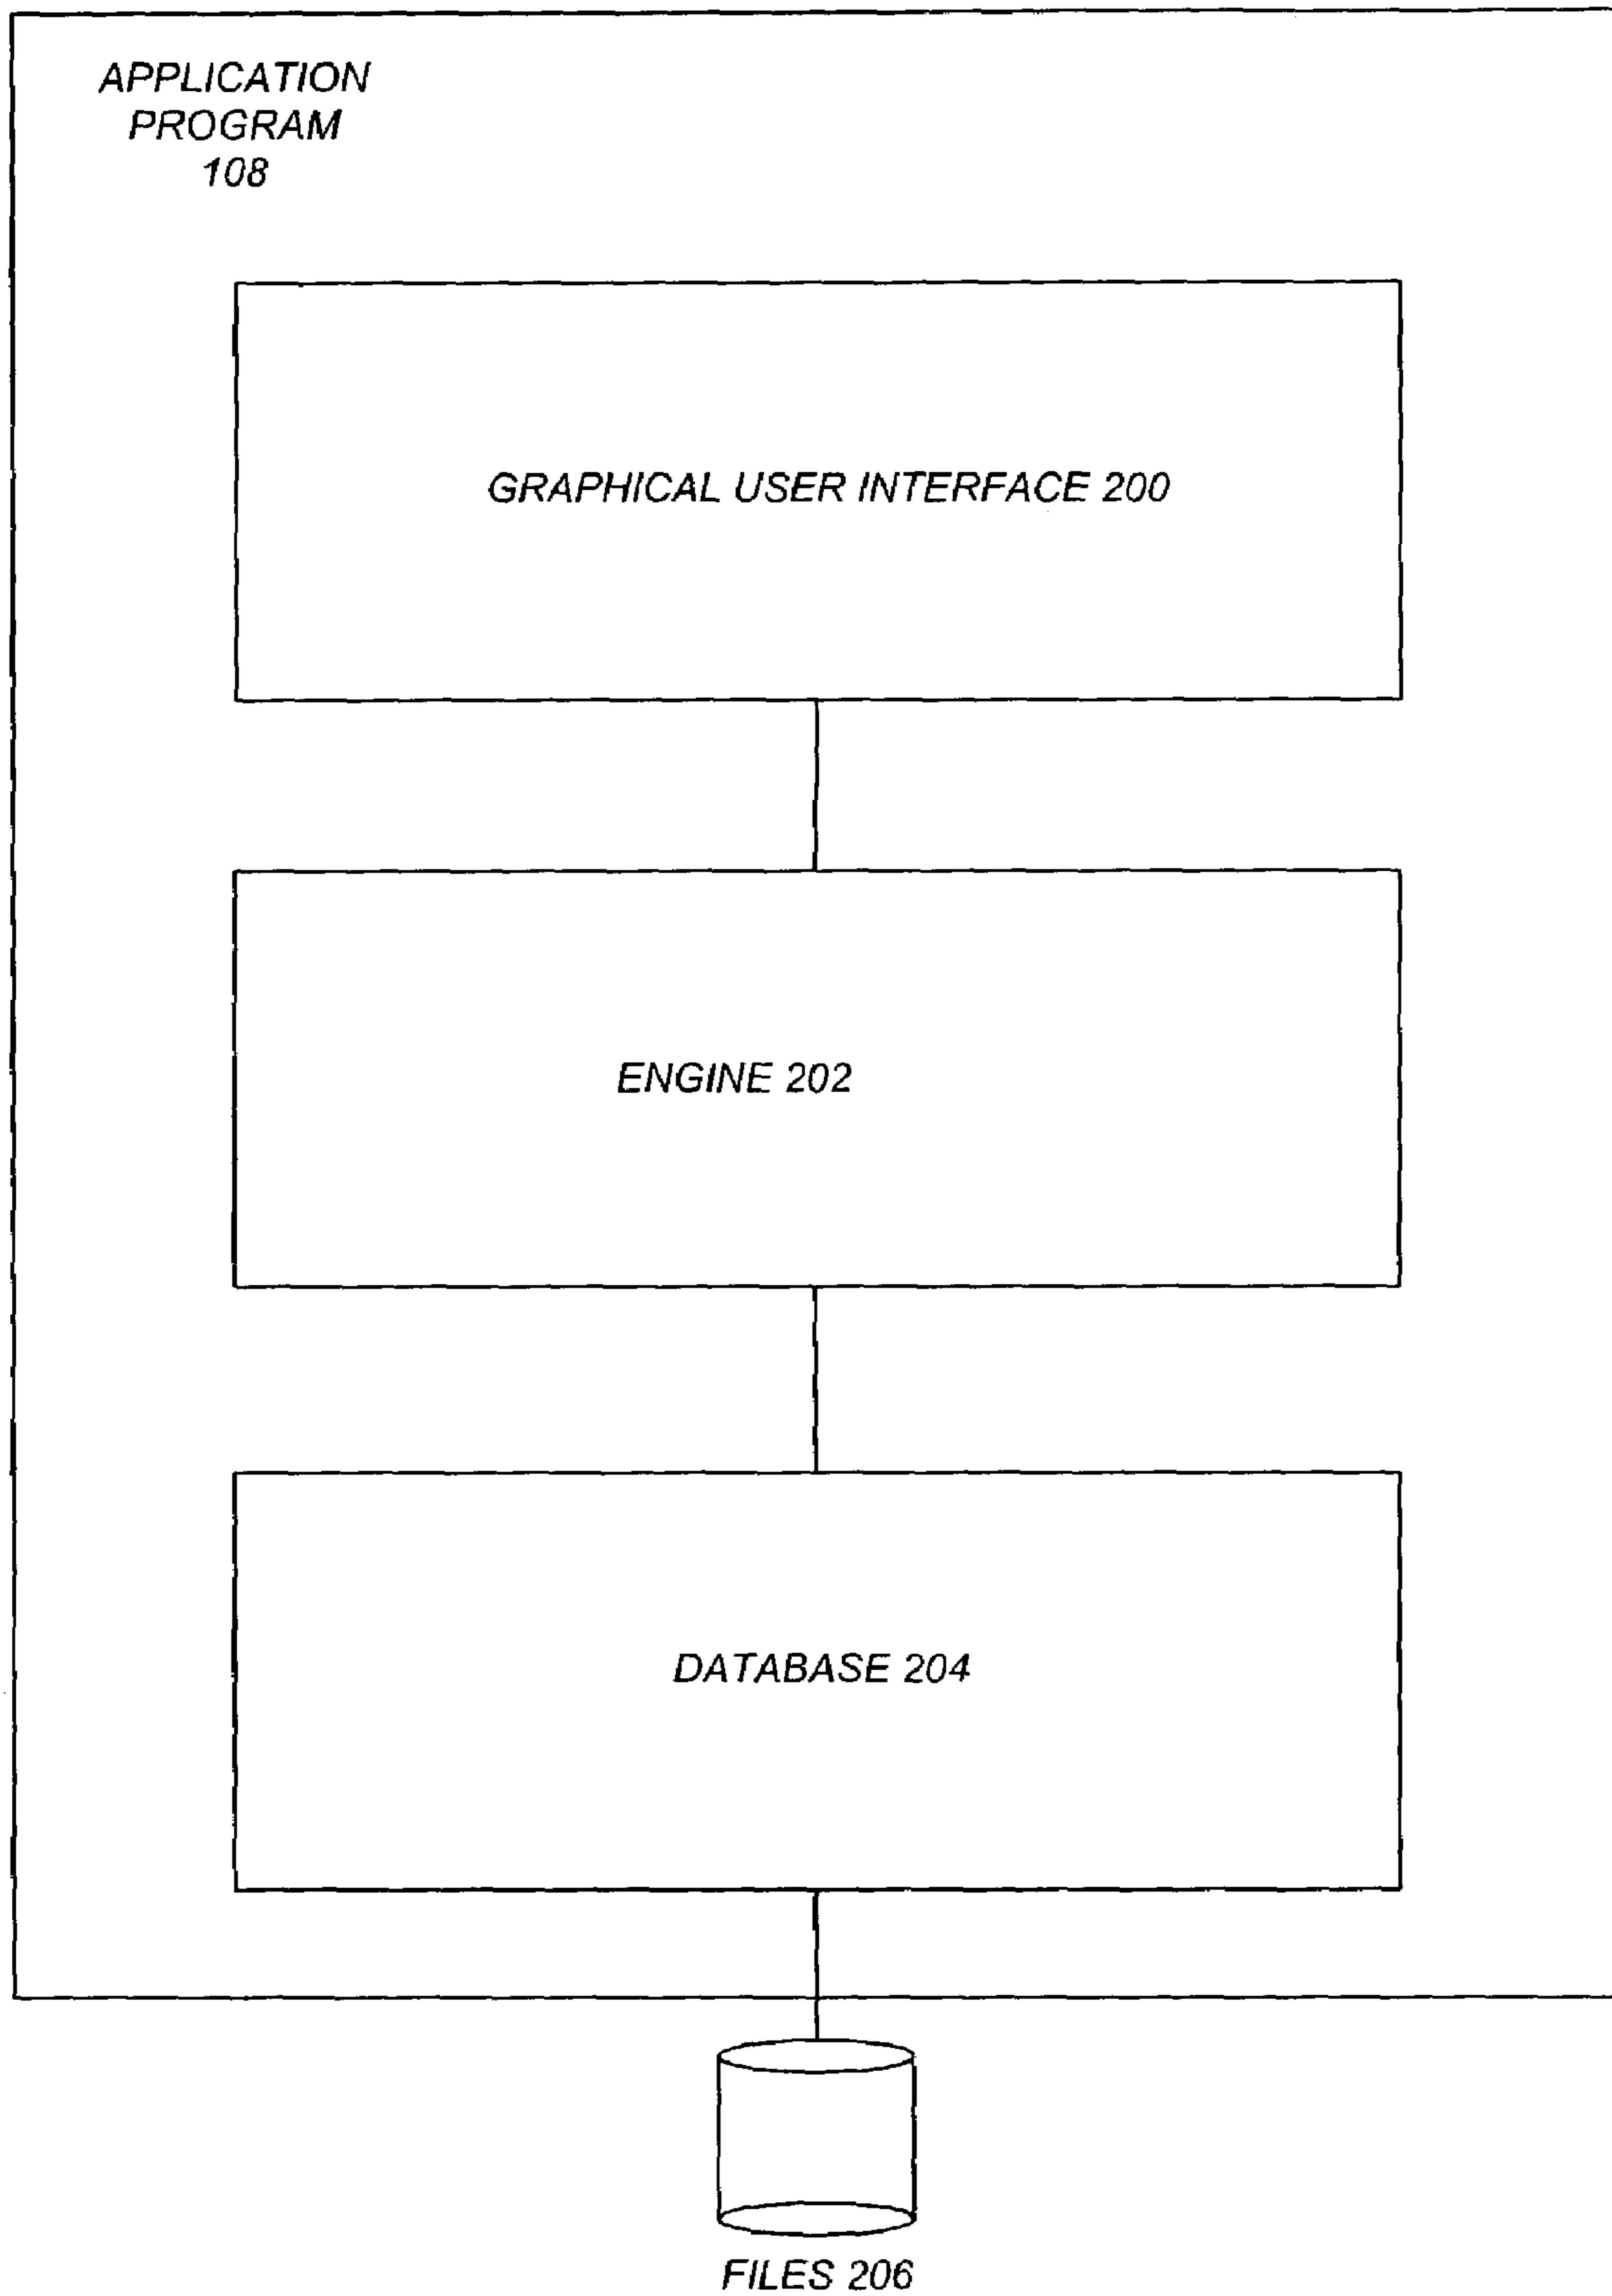 APPLICATION
PROGRAM
108
GRAPHICAL USER INTERFACE 200
ENGINE 202
DATABASE 204
FILES 206